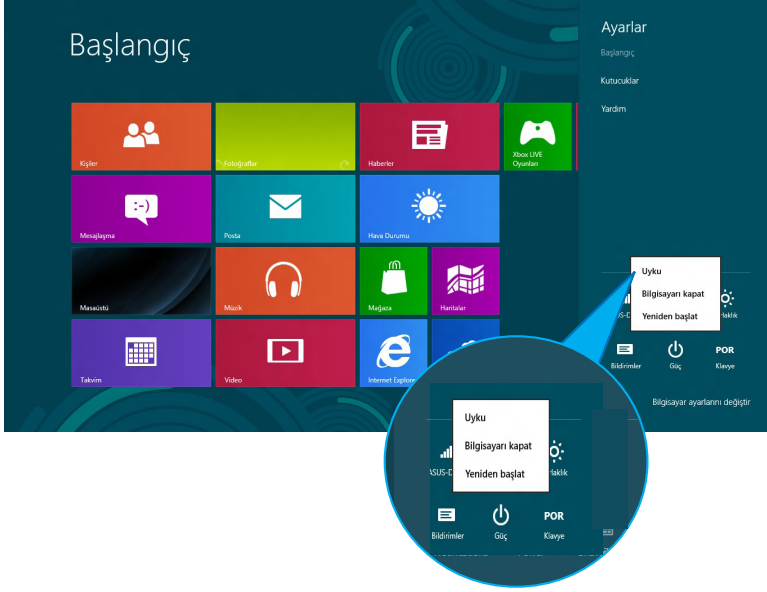 Başlangıç
Kişiler
Fotoğraflar
Haberler
Xbox LIVE
Oyunları
Mesajlaşma
:-)
Posta
Hava Durumu
Masaüstü
Müzik
Mağaza
Haritalar
Takvim
Video
Internet Explore
Ayarlar
Başlangıç
Kutucuklar
Yardım
Uyku
Bilgisayarı kapat
Yeniden başlat
Bildirimler
Güç
POR
Klavye
Bilgisayar ayarlarını değiştir
Uyku
Bilgisayarı kapat
Yeniden başlat
ASUS-D
Haklık
Bildirimler
Güç
POR
Klavye